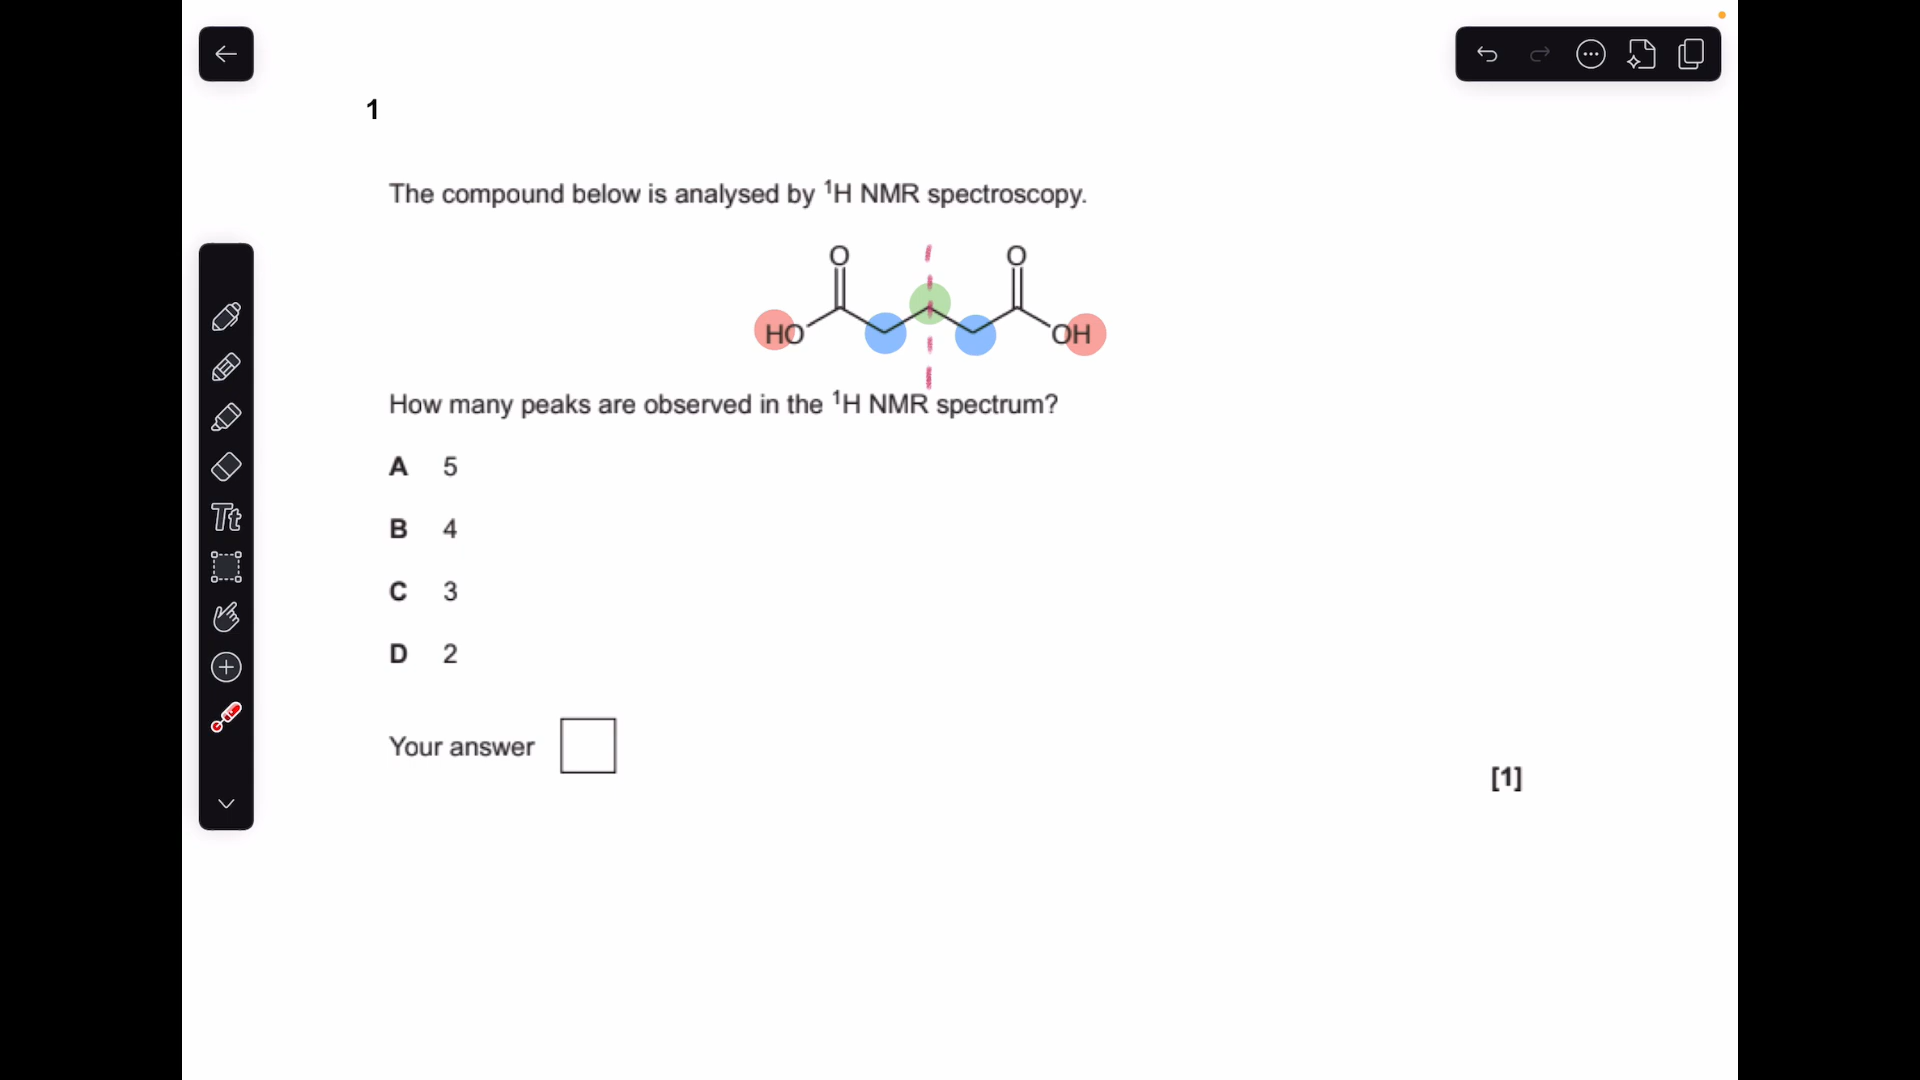 1
The compound below is analysed by ¹H NMR spectroscopy.
O O
HO OH
How many peaks are observed in the ¹H NMR spectrum?
A 5
B 4
C 3
D 2
Your answer
[1]
Tt